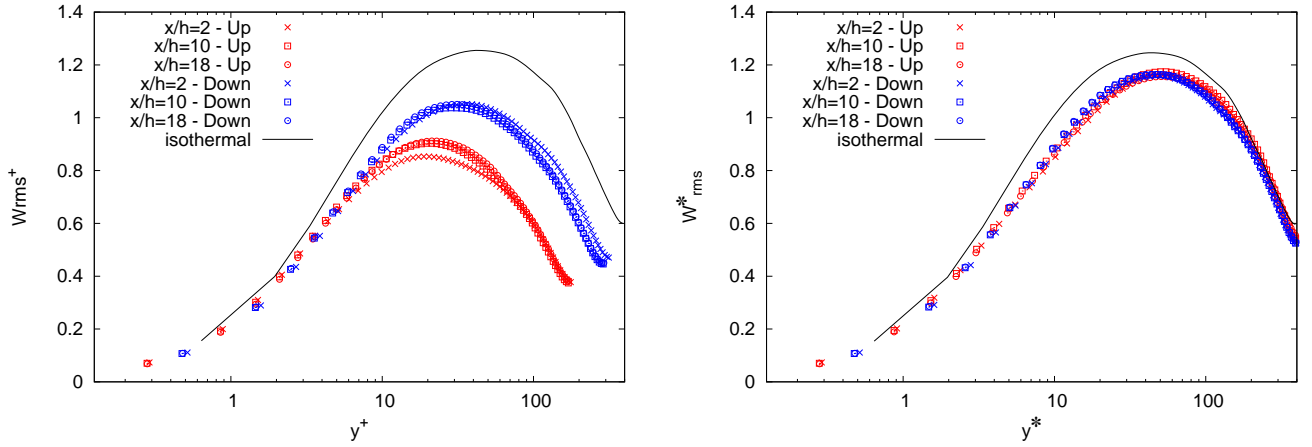 1.4
1.2
1
0.8
0.6
0.4
0.2
0
Wrms+
x/h=2 - Up
x/h=10 - Up
x/h=18 - Up
x/h=2 - Down
x/h=10 - Down
x/h=18 - Down
isothermal
1 10 100
y+
1.4
1.2
1
0.8
0.6
0.4
0.2
0
W*rms
x/h=2 - Up
x/h=10 - Up
x/h=18 - Up
x/h=2 - Down
x/h=10 - Down
x/h=18 - Down
isothermal
1 10 100
y*